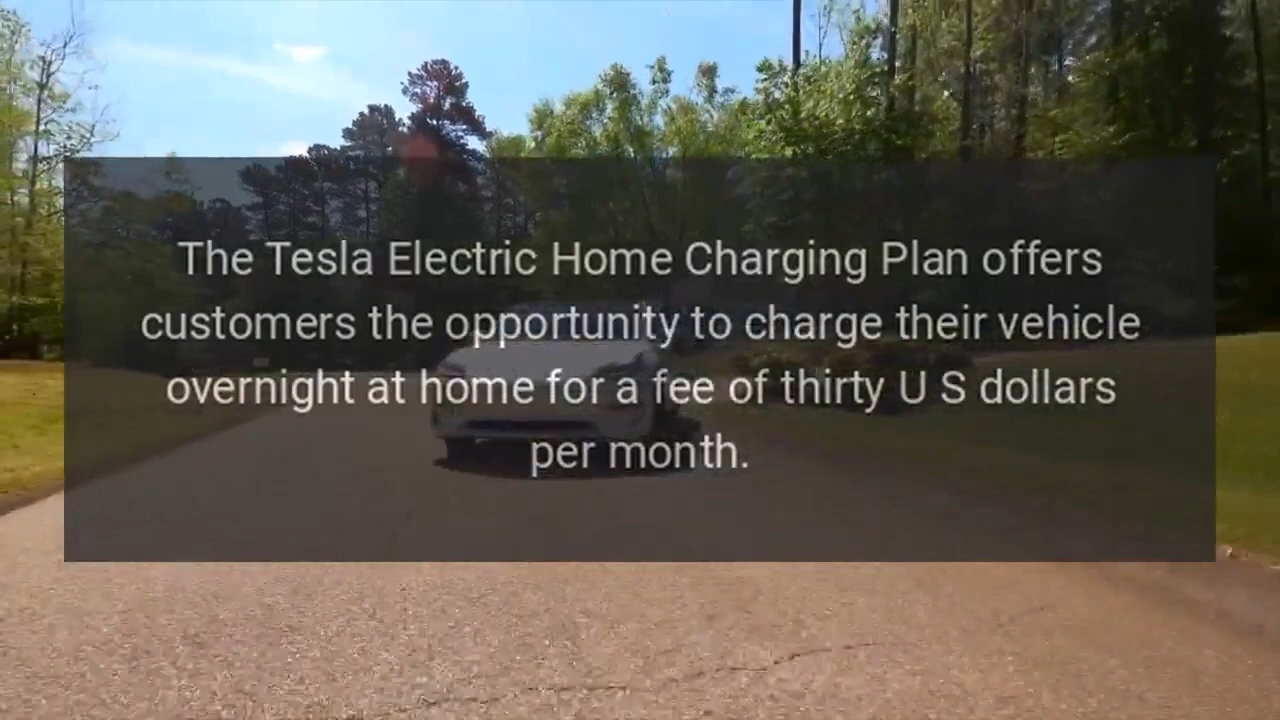 The Tesla Electric Home Charging Plan offers
customers the opportunity to charge their vehicle
overnight at home for a fee of thirty U S dollars
per month.